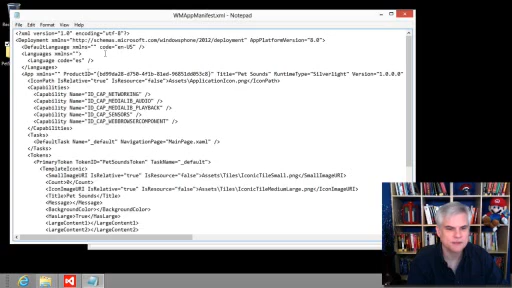 WMAppManifest.xml - Notepad
File Edit Format View Help
<?xml version="1.0" encoding="utf-8"?>
<Deployment xmlns="http://schemas.microsoft.com/windowsphone/2012/deployment" AppPlatformVersion="8.0">
<DefaultLanguage xmlns="" code="en-US" />
<Languages xmlns="">
<Language code="es" />
</Languages>
<App xmlns="" ProductID= Title="Pet Sounds" RuntimeType="Silverlight" Version="1.0.0.0
<IconPath IsRelative="true" IsResource="false">Assets\ApplicationIcon.png</IconPath>
<Capabilities>
<Capability Name="ID_CAP_NETWORKING" />
<Capability Name="ID_CAP_MEDIALIB_AUDIO" />
<Capability Name="ID_CAP_MEDIALIB_PLAYBACK" />
<Capability Name="ID_CAP_SENSORS" />
<Capability Name="ID_CAP_WEBBROWSERCOMPONENT" />
</Capabilities>
<Tasks>
<DefaultTask Name="_default" NavigationPage="MainPage.xaml" />
</Tasks>
<Tokens>
<PrimaryToken TokenID="PetSoundsToken" TaskName="_default">
<TemplateIconic>
<SmallImageURI IsRelative="true" IsResource="false">Assets\Tiles\IconicTileSmall.png</SmallImageURI>
<Count>0</Count>
<IconImageURI IsRelative="true" IsResource="false">Assets\Tiles\IconicTileMediumLarge.png</IconImageURI>
<Title>Pet Sounds</Title>
<Message></Message>
<BackgroundColor></BackgroundColor>
<HasLarge>True</HasLarge>
<LargeContent1></LargeContent1>
<LargeContent2></LargeContent2>